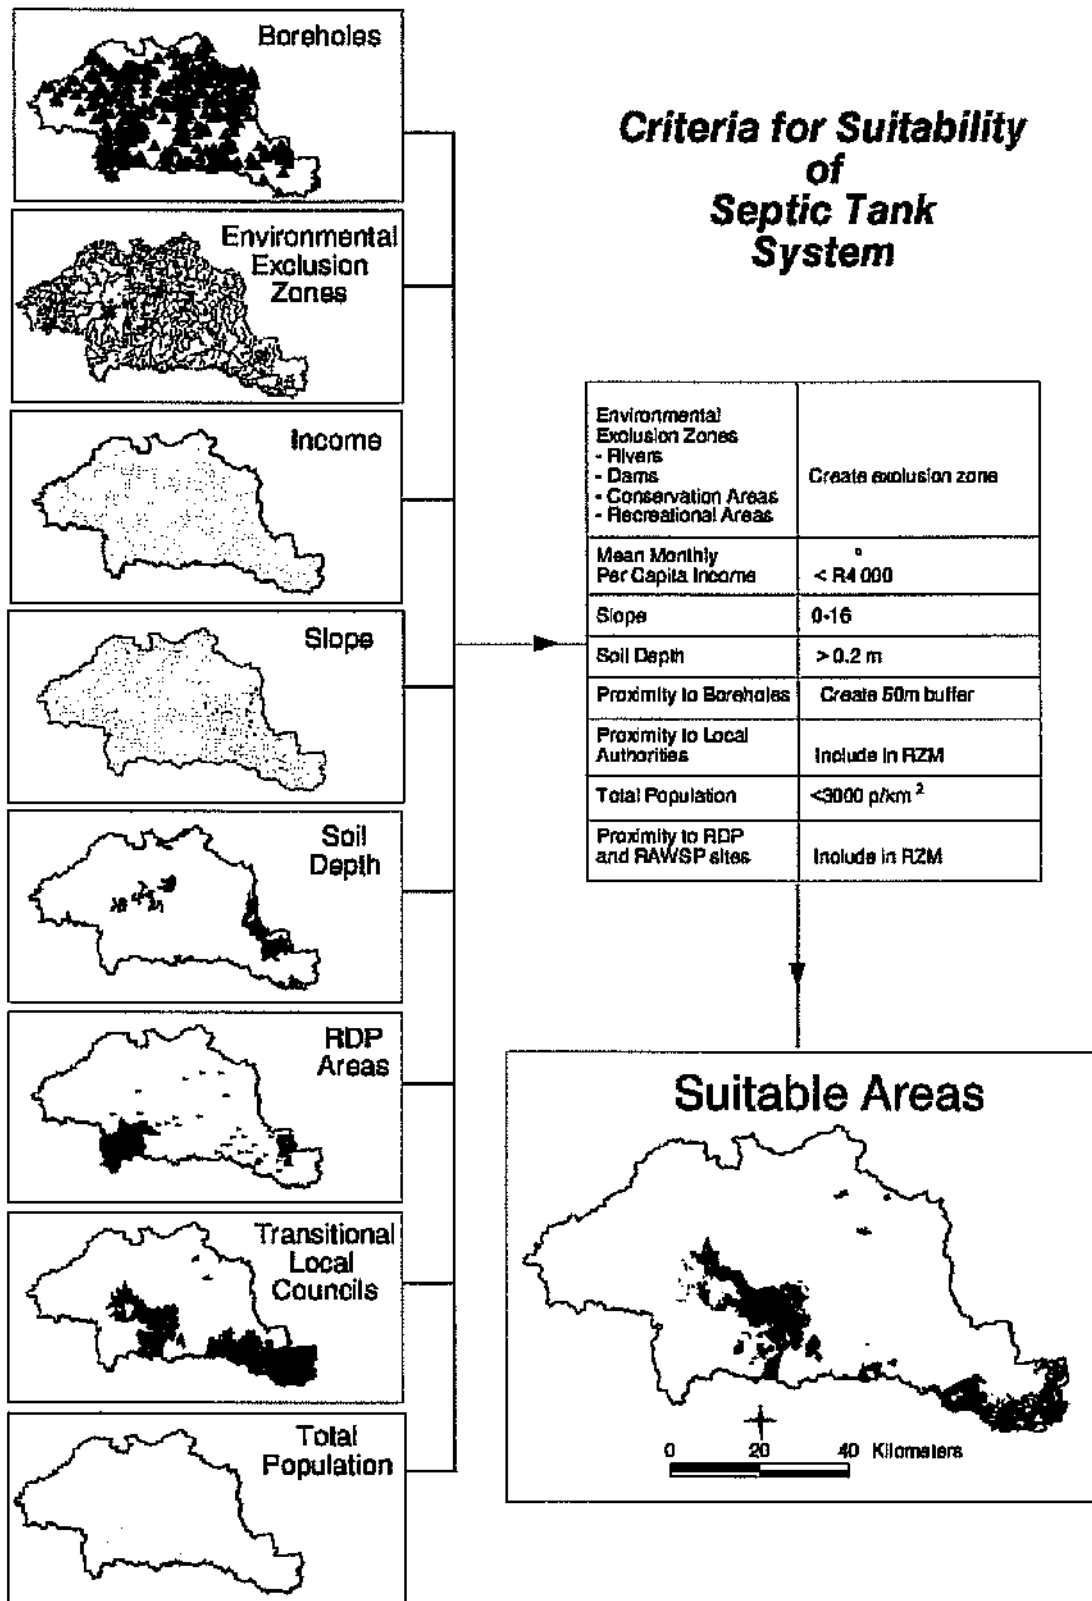 Boreholes
Environmental
Exclusion
Zones
Income
Slope
Soil
Depth
RDP
Areas
Transitional
Local
Councils
Total
Population
Criteria for Suitability
of
Septic Tank
System
Environmental
Exclusion Zones
- Rivers
- Dams
- Conservation Areas
- Recreational Areas
Create exclusion zone
Mean Monthly
Per Capita Income
< R4 000
Slope
0-16
Soil Depth
> 0.2 m
Proximity to Boreholes
Create 50m buffer
Proximity to Local
Authorities
Include in RZM
Total Population
<3000 p/km²
Proximity to RDP
and RAWSP sites
Include in RZM
Suitable Areas
0 20 40 Kilometers